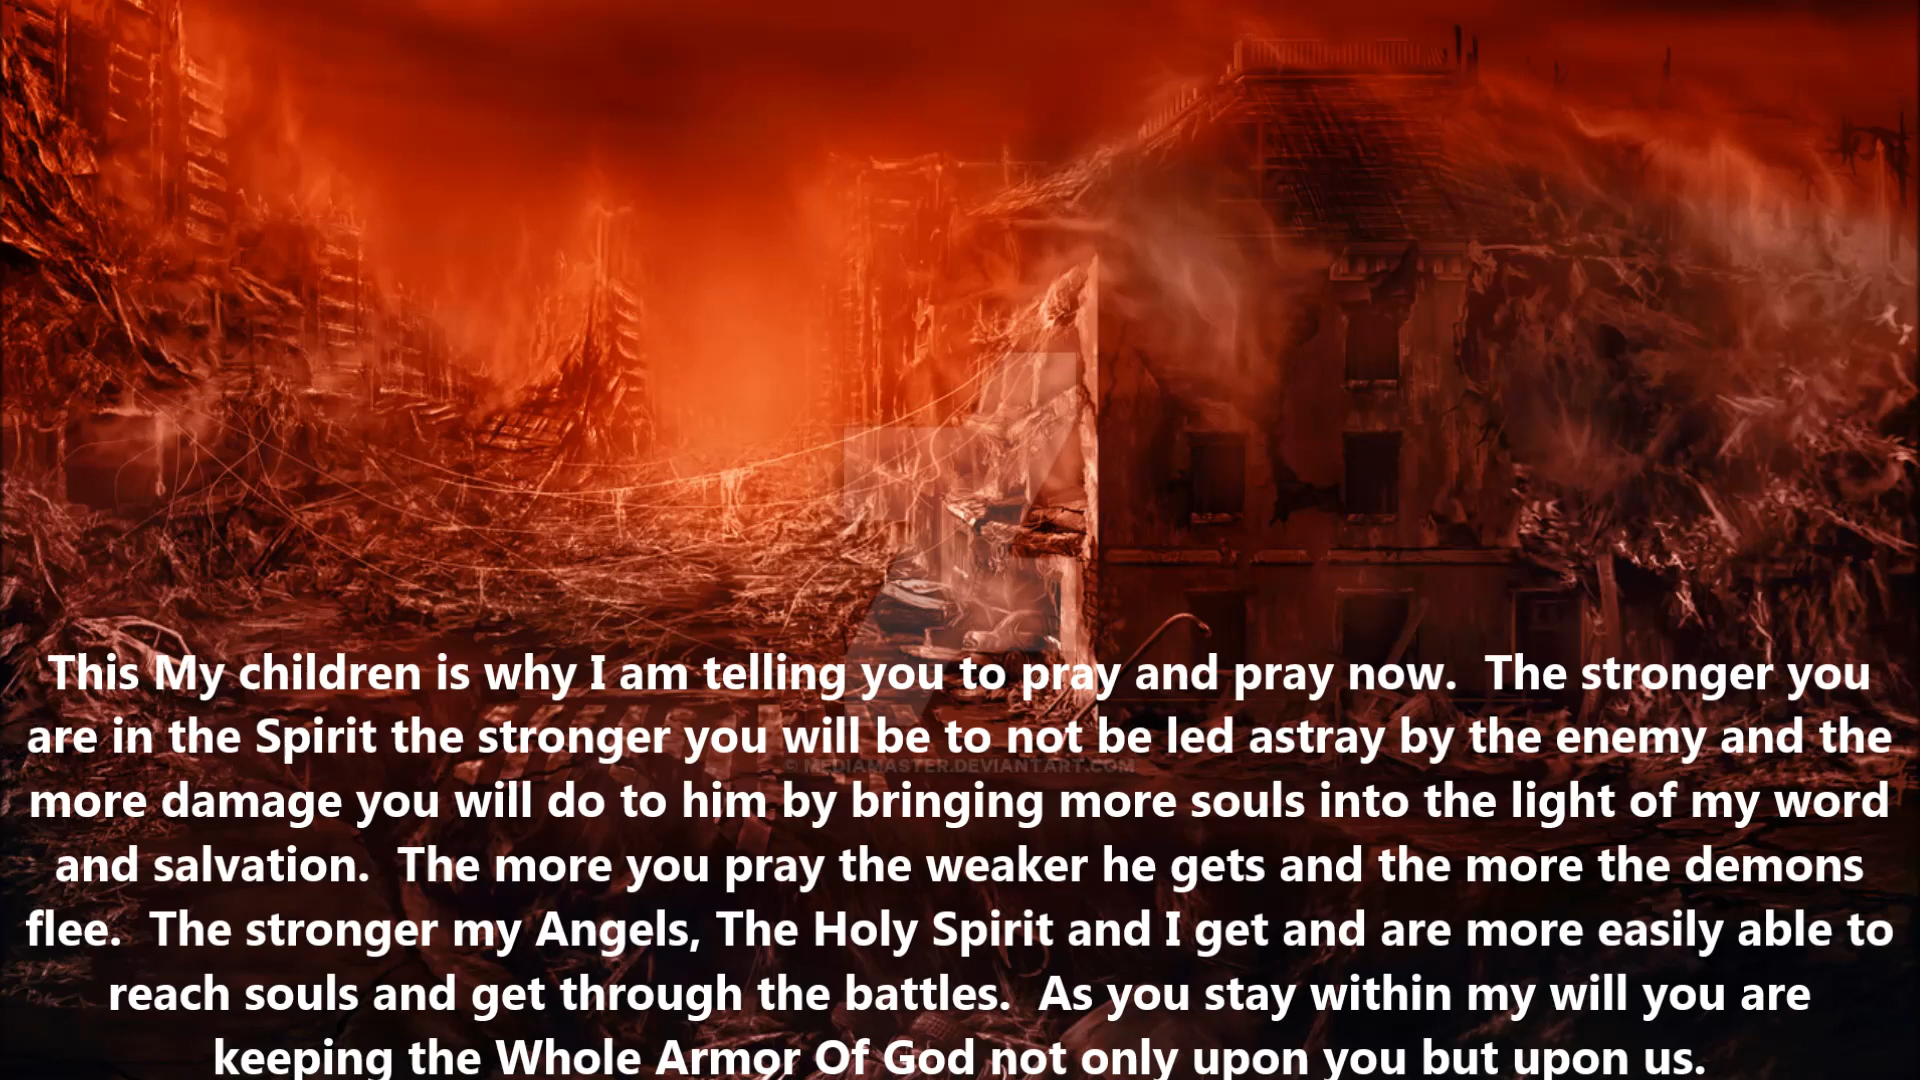 This My children is why I am telling you to pray and pray now.  The stronger you
are in the Spirit the stronger you will be to not be led astray by the enemy and the
© MEDIAMASTER.DEVIANTART.COM
more damage you will do to him by bringing more souls into the light of my word
and salvation.  The more you pray the weaker he gets and the more the demons
flee.  The stronger my Angels, The Holy Spirit and I get and are more easily able to
reach souls and get through the battles.  As you stay within my will you are
keeping the Whole Armor Of God not only upon you but upon us.